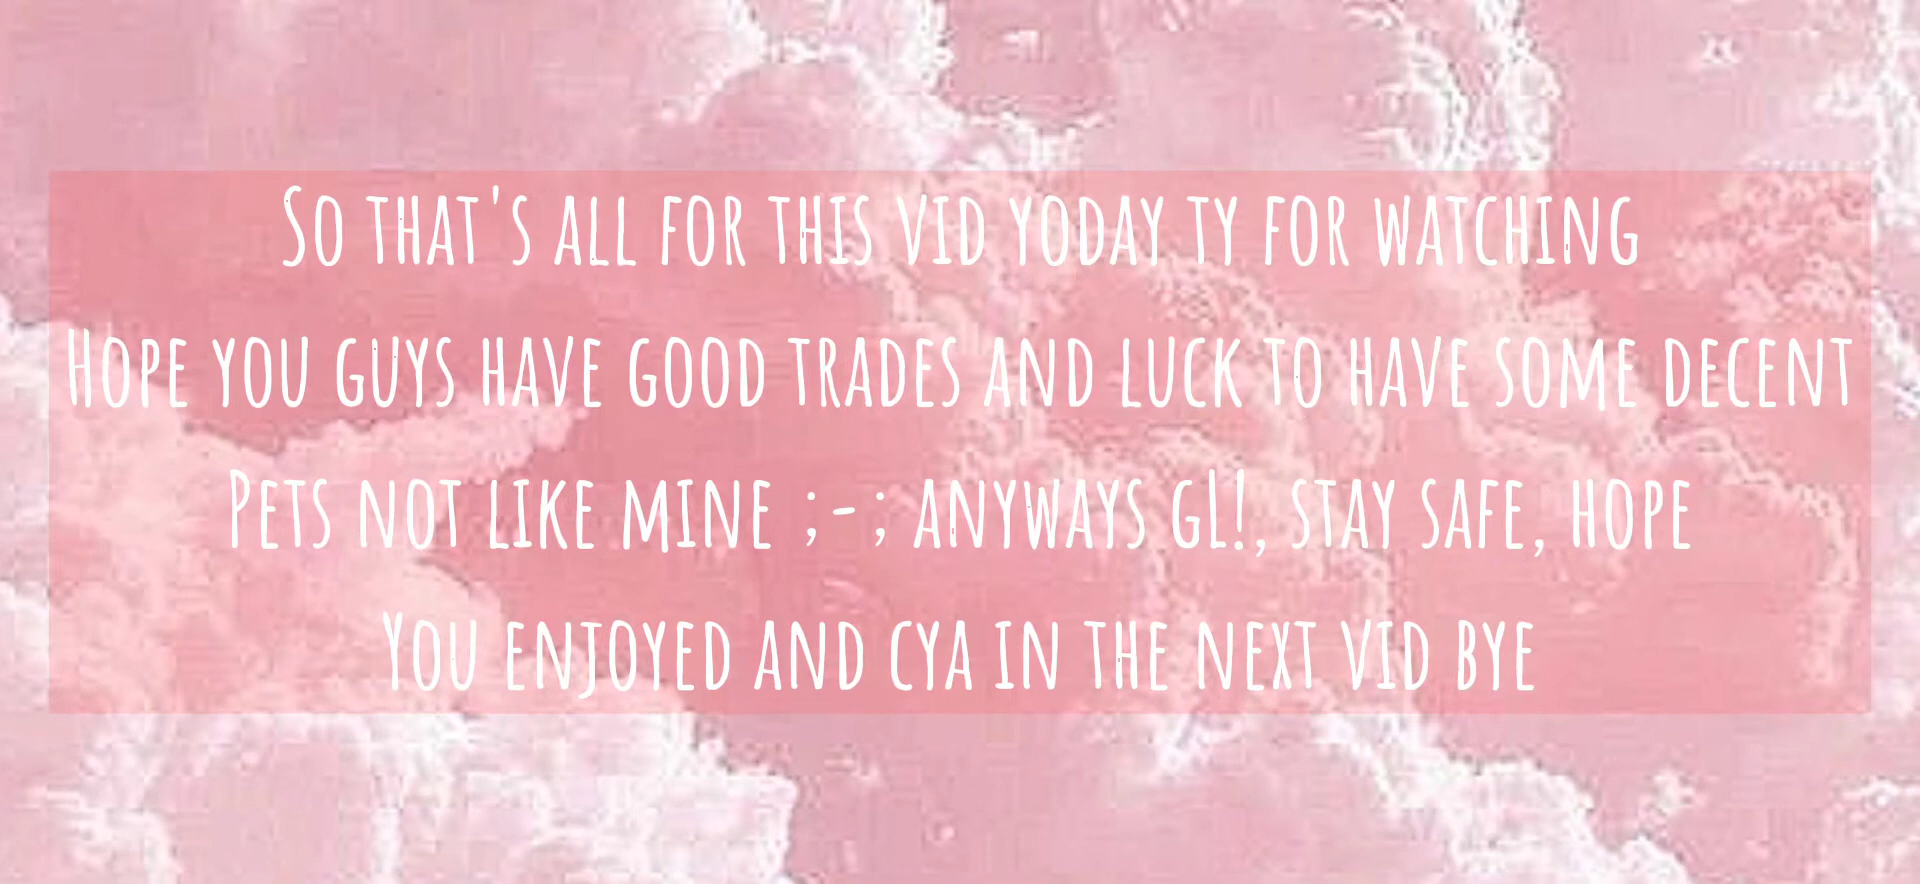 So that's all for this vid yoday ty for watching
Hope you guys have good trades and luck to have some decent
Pets not like mine ;-; anyways gl!, stay safe, hope
You enjoyed and cya in the next vid bye